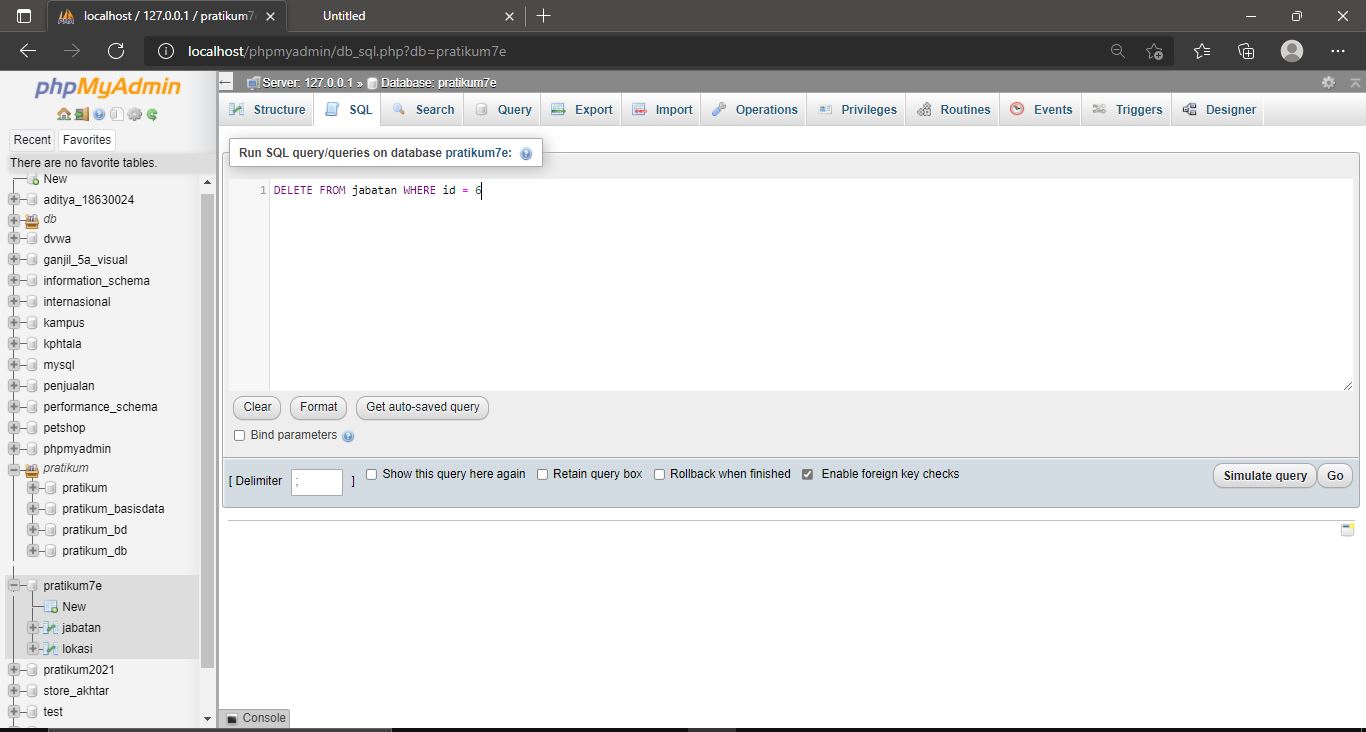 localhost / 127.0.0.1 / pratikum7
Untitled
localhost/phpmyadmin/db_sql.php?db=pratikum7e
phpMyAdmin
Server: 127.0.0.1 » Database: pratikum7e
Structure SQL Search Query Export Import Operations Privileges Routines Events Triggers Designer
Recent Favorites
There are no favorite tables.
New
aditya_18630024
db
dvwa
ganjil_5a_visual
information_schema
internasional
kampus
kphtala
mysql
penjualan
performance_schema
petshop
phpmyadmin
pratikum
pratikum
pratikum_basisdata
pratikum_bd
pratikum_db
pratikum7e
New
jabatan
lokasi
pratikum2021
store_akhtar
test
Run SQL query/queries on database pratikum7e:
1 DELETE FROM jabatan WHERE id = 6
Clear Format Get auto-saved query
Bind parameters
[ Delimiter ; ] Show this query here again Retain query box Rollback when finished Enable foreign key checks Simulate query Go
Console